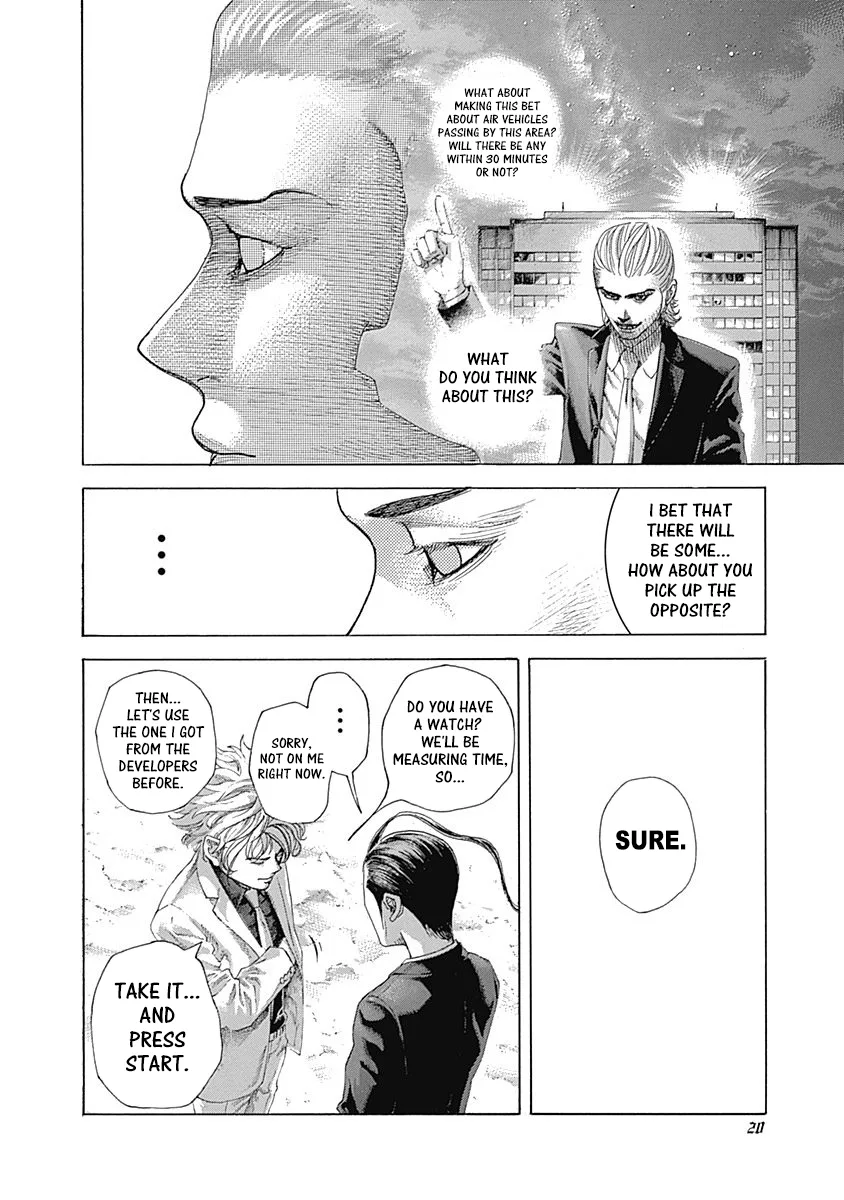 WHAT ABOUT
MAKING THIS BET
ABOUT AIR VEHICLES
PASSING BY THIS AREA?
WILL THERE BE ANY
WITHIN 30 MINUTES
OR NOT?
WHAT
DO YOU THINK
ABOUT THIS?
I BET THAT
THERE WILL
BE SOME...
HOW ABOUT YOU
PICK UP THE
OPPOSITE?
...
SURE.
DO YOU HAVE
A WATCH?
WE'LL BE
MEASURING TIME,
SO...
...
SORRY,
NOT ON ME
RIGHT NOW.
THEN...
LET'S USE
THE ONE I GOT
FROM THE
DEVELOPERS
BEFORE.
TAKE IT...
AND
PRESS
START.
20